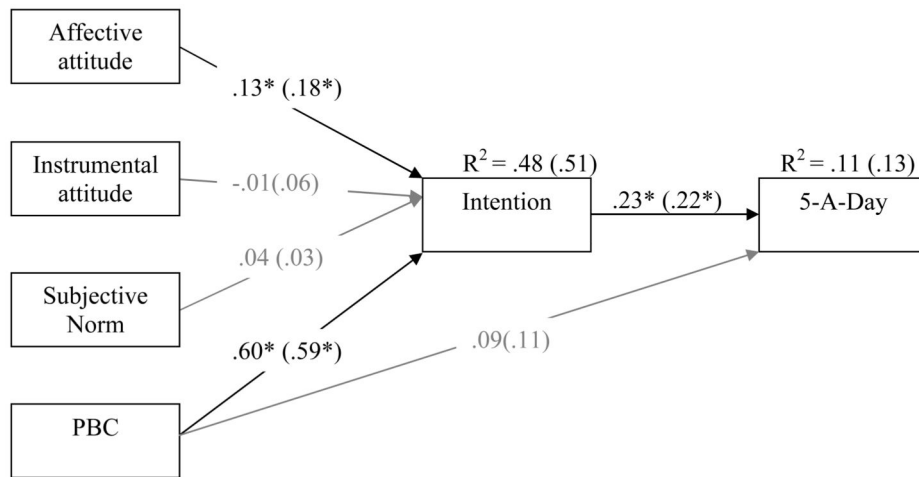 Affective
attitude
.13* (.18*)
Instrumental
attitude
-.01(.06)
R² = .48 (.51)
Intention
.23* (.22*)
R² = .11 (.13)
5-A-Day
.04 (.03)
Subjective
Norm
.60* (.59*)
.09(.11)
PBC